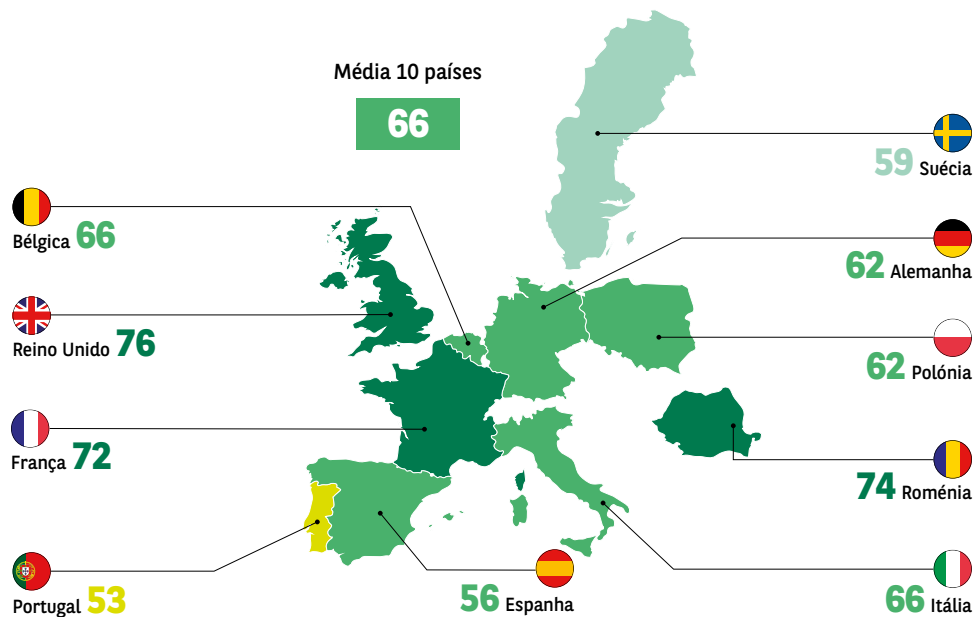 Média 10 países
66
59 Suécia
Bélgica 66
62 Alemanha
Reino Unido 76
62 Polónia
França 72
74 Roménia
Portugal 53
56 Espanha
66 Itália